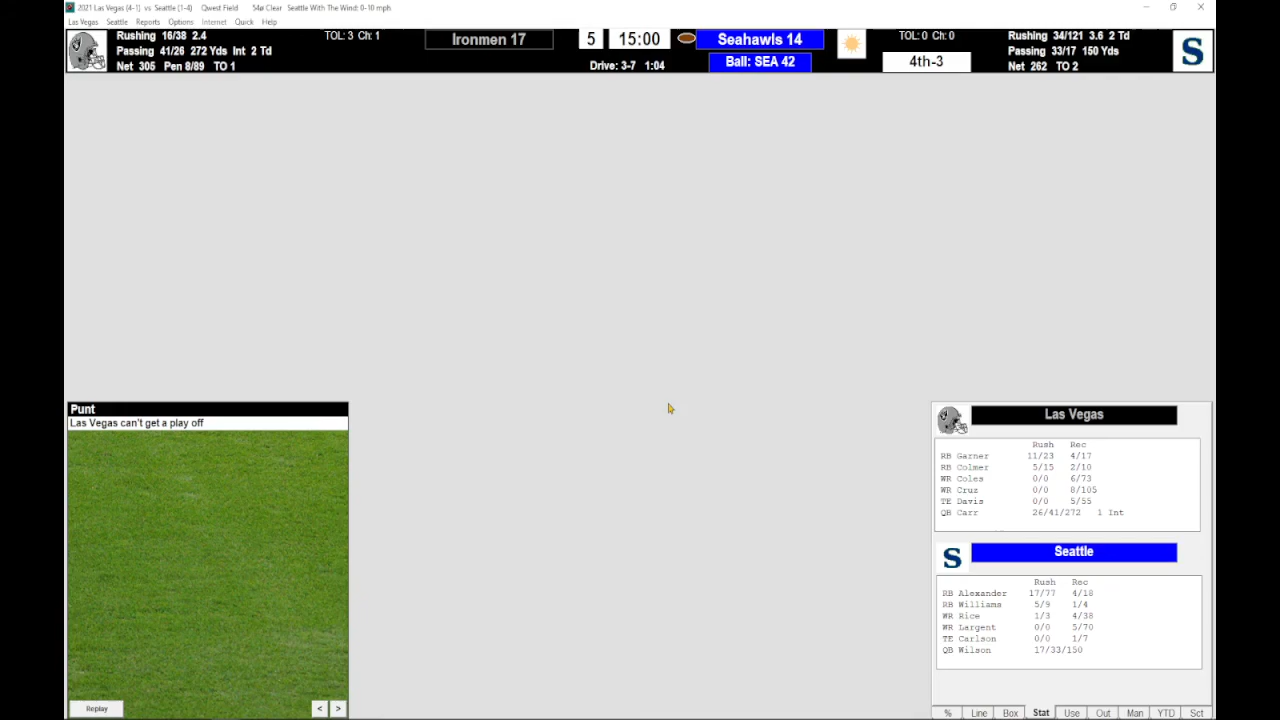 2021 Las Vegas (4-1) vs Seattle (1-4) Qwest Field 54ø Clear Seattle With The Wind: 0-10 mph
Las Vegas Seattle Reports Options Internet Quick Help
Rushing 16/38 2.4
Passing 41/26 272 Yds Int 2 Td
Net 305 Pen 8/89 TO 1
TOL: 3 Ch: 1
Ironmen 17
5
15:00
Drive: 3-7 1:04
Seahawls 14
Ball: SEA 42
TOL: 0 Ch: 0
4th-3
Rushing 34/121 3.6 2 Td
Passing 33/17 150 Yds
Net 262 TO 2
S
Punt
Las Vegas can't get a play off
Replay < >
Las Vegas
Rush Rec
RB Garner 11/23 4/17
RB Colmer 5/15 2/10
WR Coles 0/0 6/73
WR Cruz 0/0 8/105
TE Davis 0/0 5/55
QB Carr 26/41/272 1 Int
S
Seattle
Rush Rec
RB Alexander 17/77 4/18
RB Williams 5/9 1/4
WR Rice 1/3 4/38
WR Largent 0/0 5/70
TE Carlson 0/0 1/7
QB Wilson 17/33/150
% Line Box Stat Use Out Man YTD Sct